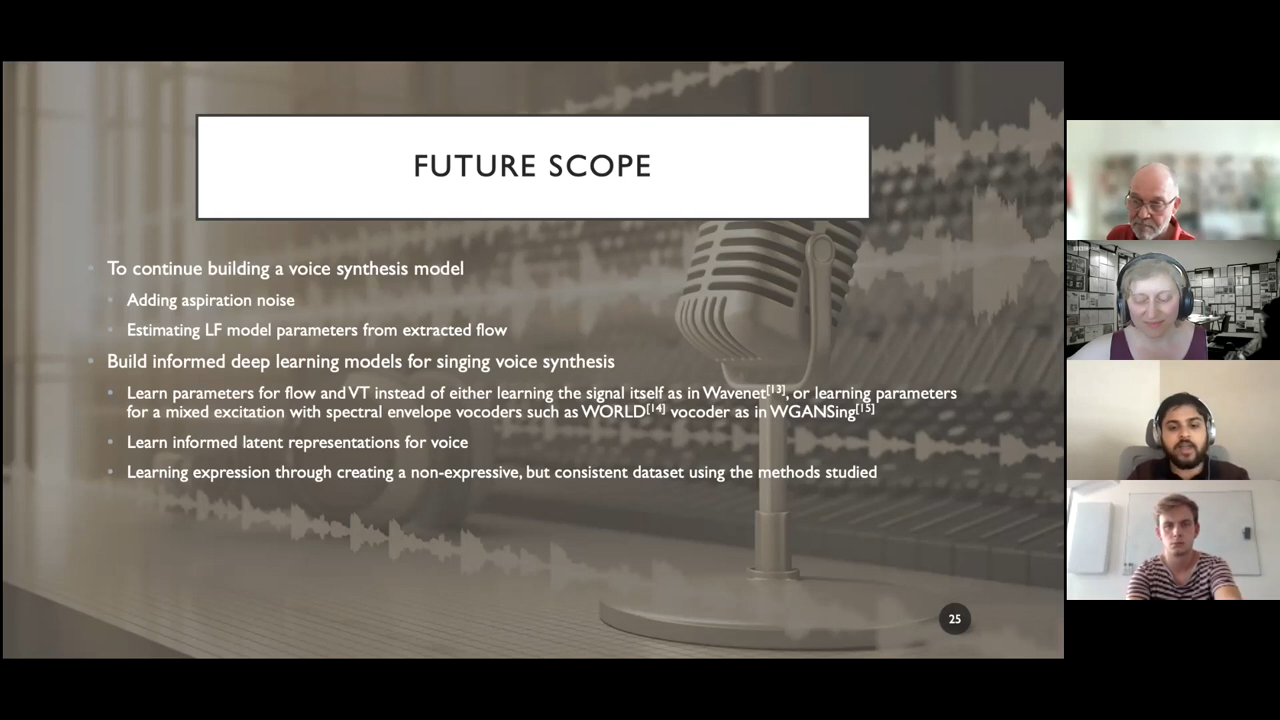 FUTURE SCOPE
To continue building a voice synthesis model
Adding aspiration noise
Estimating LF model parameters from extracted flow
Build informed deep learning models for singing voice synthesis
Learn parameters for flow and VT instead of either learning the signal itself as in Wavenet[13], or learning parameters
for a mixed excitation with spectral envelope vocoders such as WORLD[14] vocoder as in WGANSing[15]
Learn informed latent representations for voice
Learning expression through creating a non-expressive, but consistent dataset using the methods studied
25